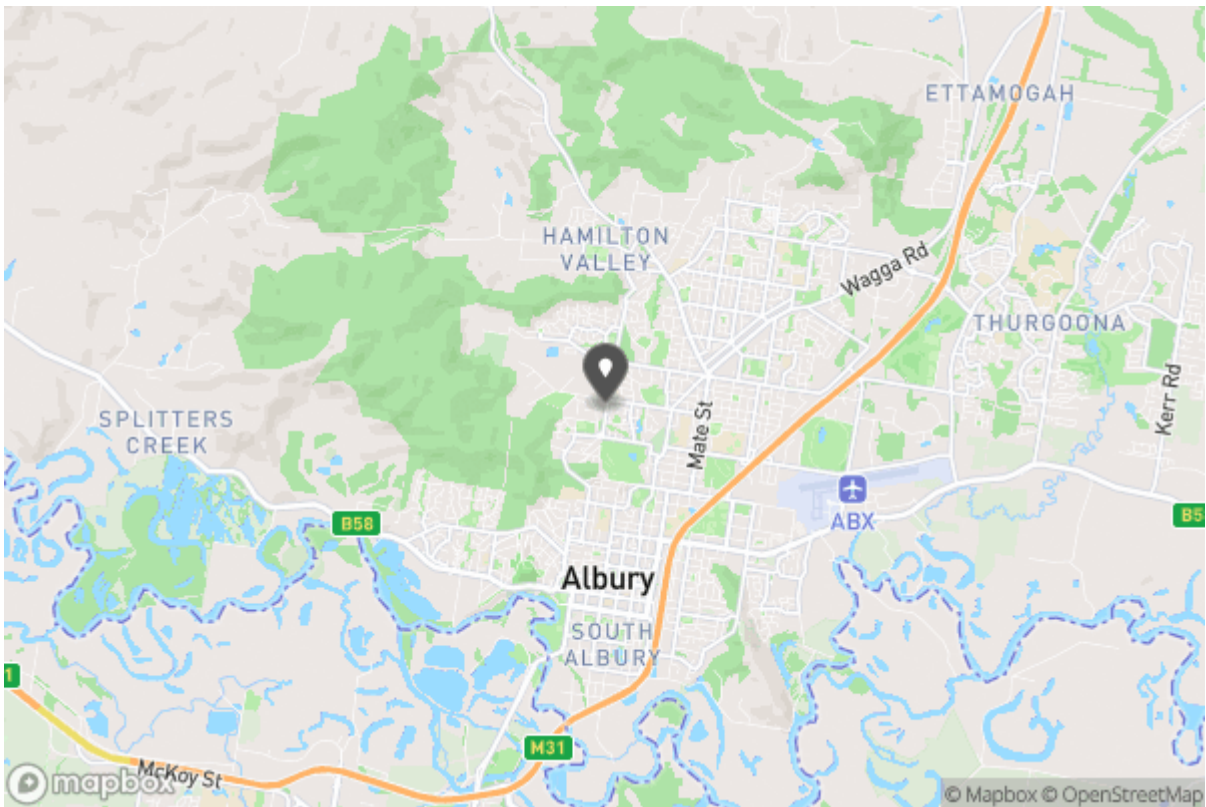 ETTAMOGAH
HAMILTON
VALLEY
Wagga Rd
THURGOONA
SPLITTERS
CREEK
Mate St
Kerr Rd
B58
ABX
B5
Albury
SOUTH
ALBURY
1
M31
McKoy St
mapbox
© Mapbox © OpenStreetMap